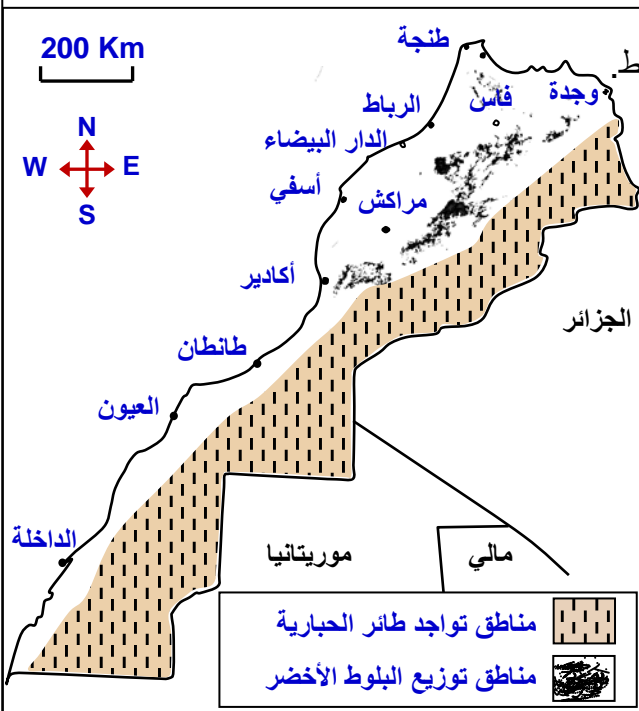 200 Km
N
W E
S
طنجة
ط.
وجدة
فاس
الرباط
الدار البيضاء
أسفي
مراكش
أكادير
الجزائر
طانطان
العيون
الداخلة
موريتانيا
مالي
مناطق تواجد طائر الحبارية
مناطق توزيع البلوط الأخضر